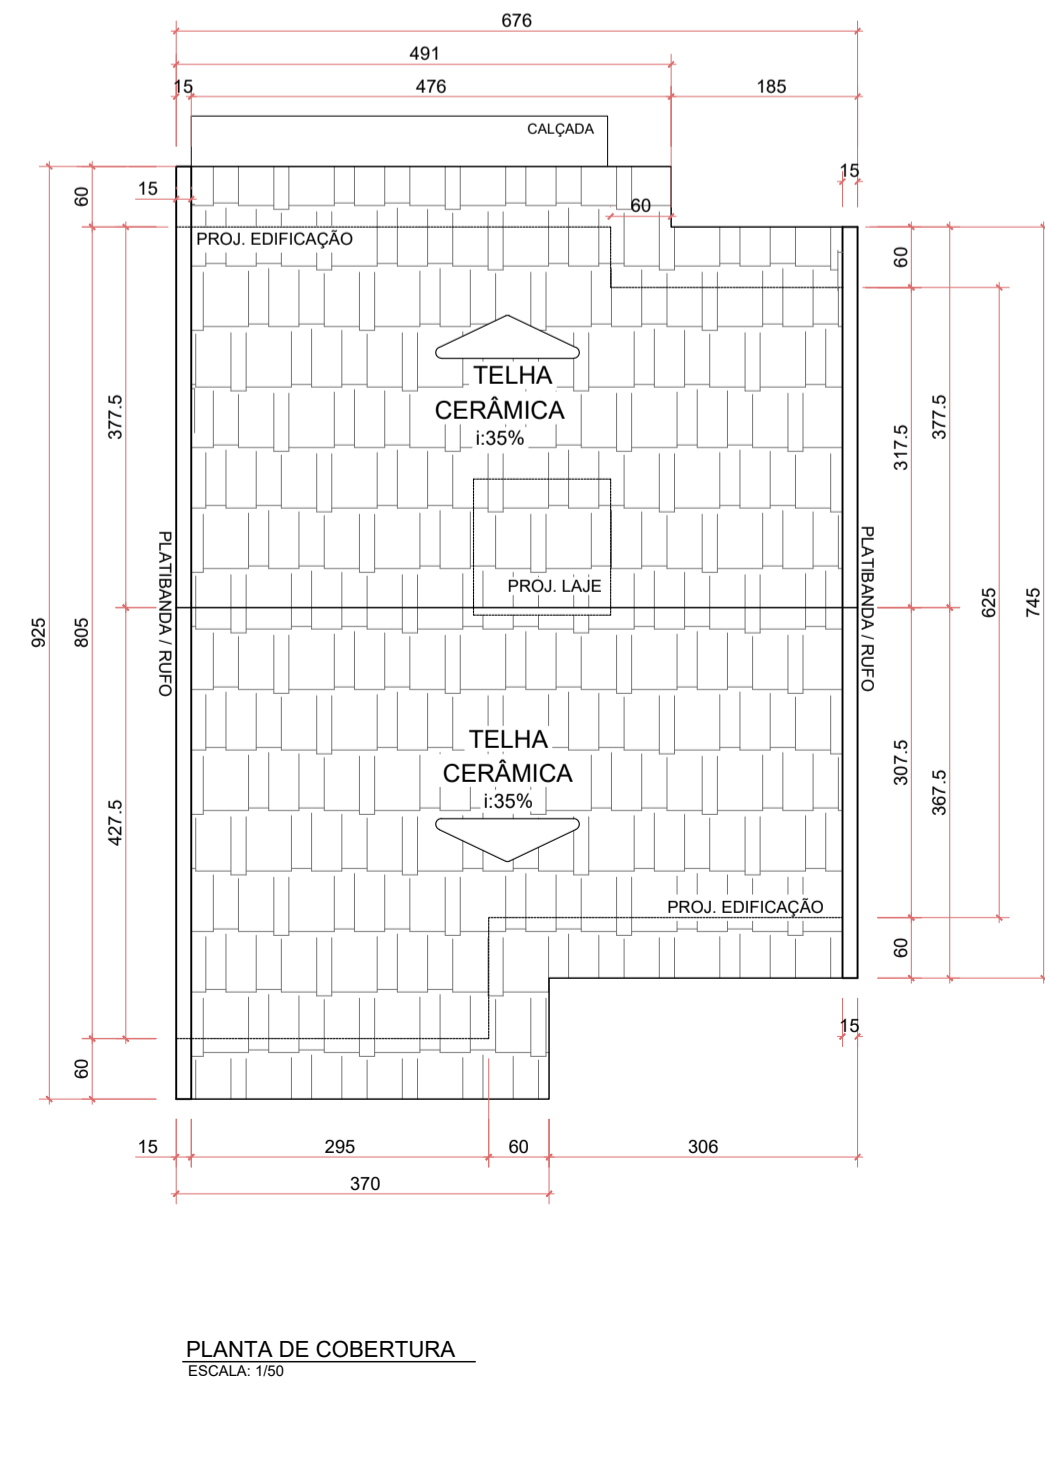 676
491
15
476
185
CALÇADA
15
60
15
60
PROJ. EDIFICAÇÃO
60
TELHA
CERÂMICA
i:35%
377.5
317.5
377.5
PLATIBANDA / RUFO
PLATIBANDA / RUFO
PROJ. LAJE
925
805
625
745
TELHA
CERÂMICA
i:35%
427.5
307.5
367.5
PROJ. EDIFICAÇÃO
60
15
60
15
295
60
306
370
PLANTA DE COBERTURA
ESCALA: 1/50